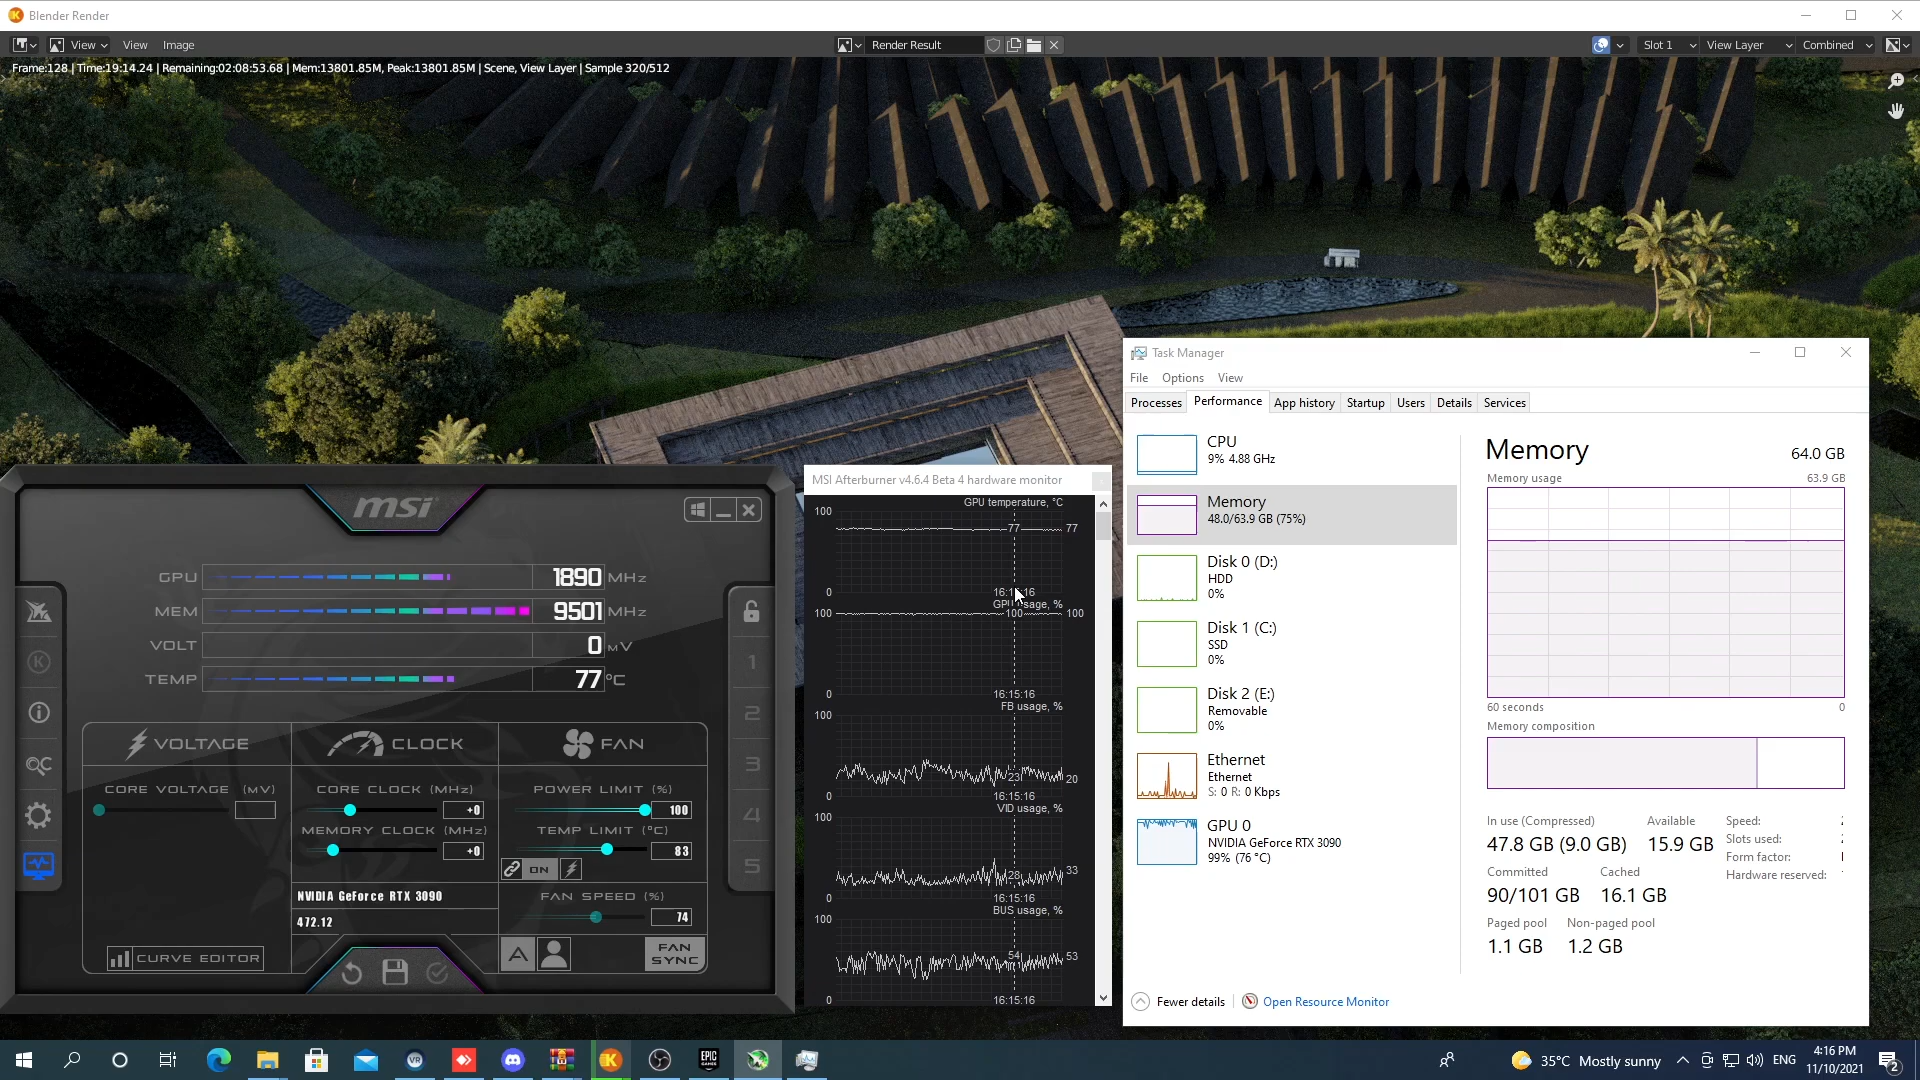 Blender Render
View
View
Image
Render Result
Slot 1
View Layer
Combined
Frame:128 | Time:19:14.24 | Remaining:02:08:53.68 | Mem:13801.85M, Peak:13801.85M | Scene, View Layer | Sample 320/512
msi
GPU
1890 MHz
MEM
9501 MHz
VOLT
0 MV
TEMP
77 °C
1
2
3
4
5
VOLTAGE
CLOCK
FAN
CORE VOLTAGE (MV)
CORE CLOCK (MHz)
+0
MEMORY CLOCK (MHz)
+0
POWER LIMIT (%)
100
TEMP LIMIT (°C)
83
ON
NVIDIA GeForce RTX 3090
472.12
FAN SPEED (%)
74
CURVE EDITOR
A
FAN SYNC
MSI Afterburner v4.6.4 Beta 4 hardware monitor
GPU temperature, °C
100
77
77
0
100
100
100
0
16:15:16
FB usage, %
100
23
20
0
16:15:16
VID usage, %
100
28
33
0
16:15:16
BUS usage, %
100
54
53
0
16:15:16
Task Manager
File
Options
View
Processes
Performance
App history
Startup
Users
Details
Services
CPU
9% 4.88 GHz
Memory
48.0/63.9 GB (75%)
Disk 0 (D:)
HDD
0%
Disk 1 (C:)
SSD
0%
Disk 2 (E:)
Removable
0%
Ethernet
Ethernet
S: 0 R: 0 Kbps
GPU 0
NVIDIA GeForce RTX 3090
99% (76 °C)
Memory
64.0 GB
Memory usage
63.9 GB
60 seconds
0
Memory composition
In use (Compressed)
47.8 GB (9.0 GB)
Available
15.9 GB
Speed:
Slots used:
Form factor:
Hardware reserved:
Committed
90/101 GB
Cached
16.1 GB
Paged pool
1.1 GB
Non-paged pool
1.2 GB
Fewer details
Open Resource Monitor
VR
EPIC GAMES
35°C Mostly sunny
ENG
4:16 PM
11/10/2021
2